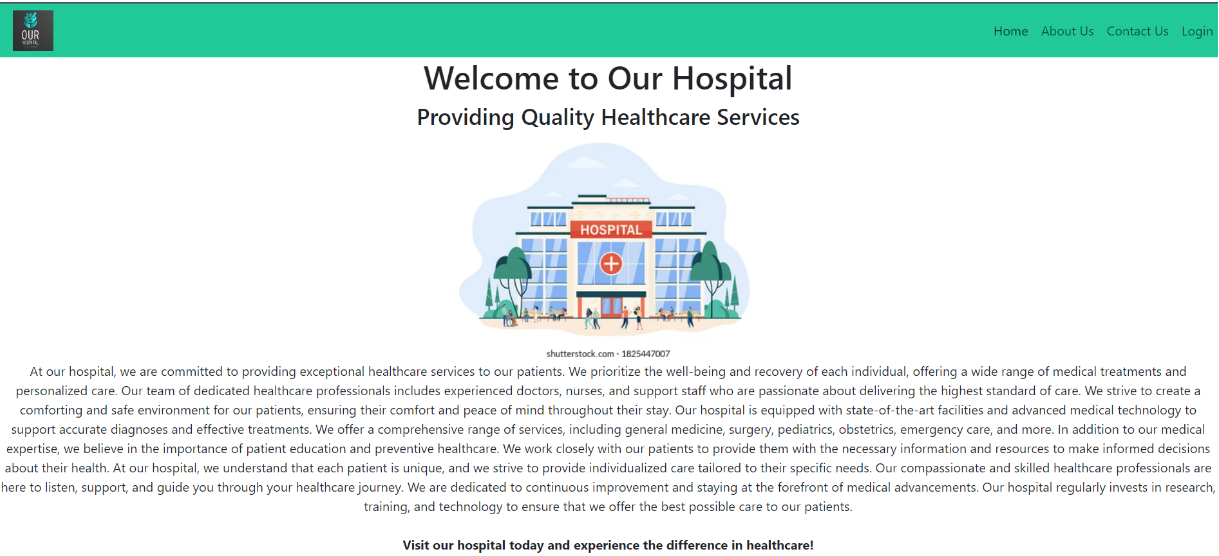 OUR
HOSPITAL
Home About Us Contact Us Login
Welcome to Our Hospital
Providing Quality Healthcare Services
HOSPITAL
shutterstock.com · 1825447007
At our hospital, we are committed to providing exceptional healthcare services to our patients. We prioritize the well-being and recovery of each individual, offering a wide range of medical treatments and
personalized care. Our team of dedicated healthcare professionals includes experienced doctors, nurses, and support staff who are passionate about delivering the highest standard of care. We strive to create a
comforting and safe environment for our patients, ensuring their comfort and peace of mind throughout their stay. Our hospital is equipped with state-of-the-art facilities and advanced medical technology to
support accurate diagnoses and effective treatments. We offer a comprehensive range of services, including general medicine, surgery, pediatrics, obstetrics, emergency care, and more. In addition to our medical
expertise, we believe in the importance of patient education and preventive healthcare. We work closely with our patients to provide them with the necessary information and resources to make informed decisions
about their health. At our hospital, we understand that each patient is unique, and we strive to provide individualized care tailored to their specific needs. Our compassionate and skilled healthcare professionals are
here to listen, support, and guide you through your healthcare journey. We are dedicated to continuous improvement and staying at the forefront of medical advancements. Our hospital regularly invests in research,
training, and technology to ensure that we offer the best possible care to our patients.
Visit our hospital today and experience the difference in healthcare!